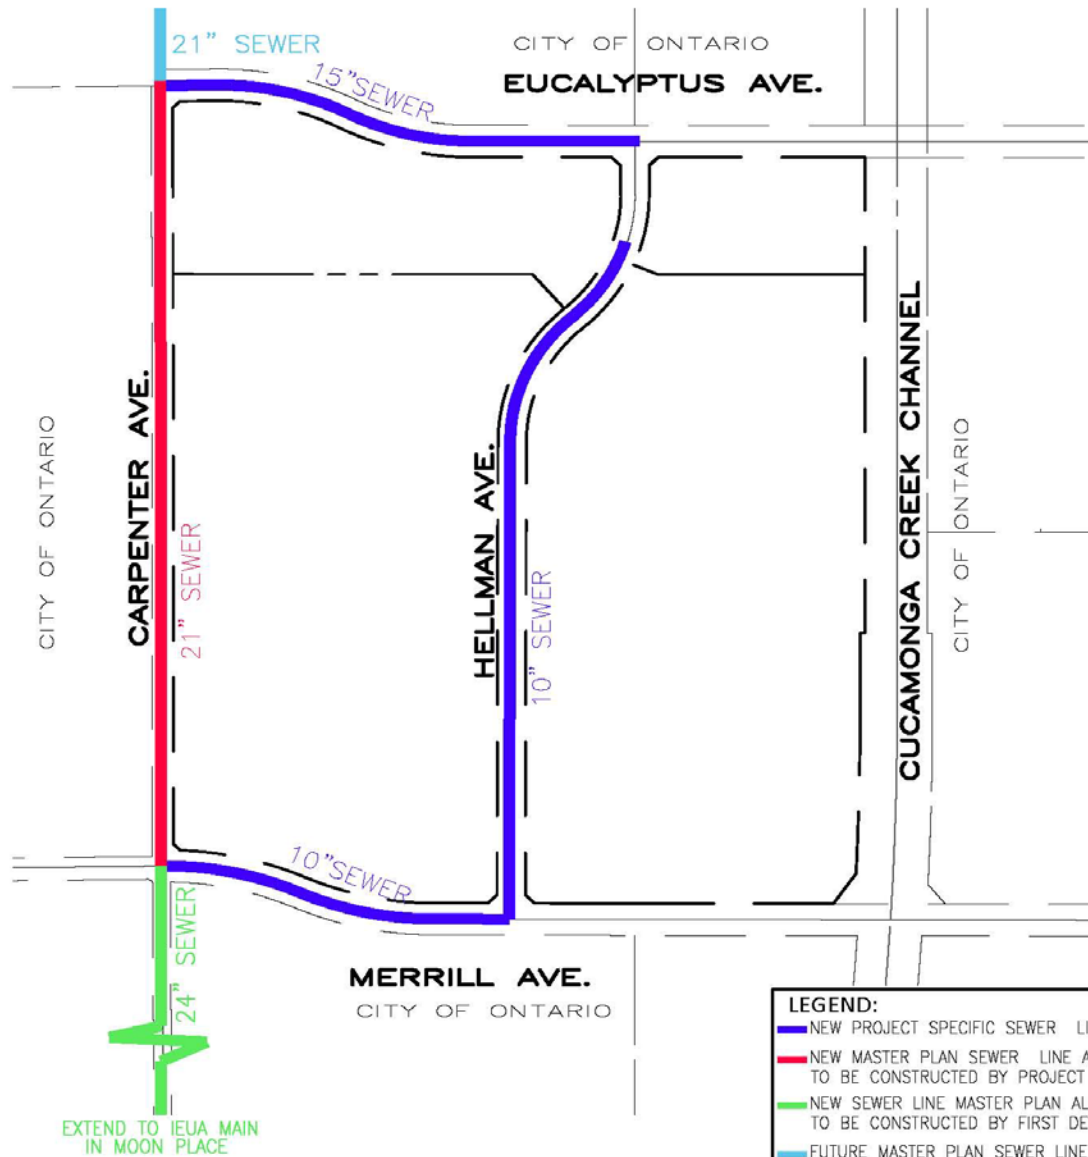 21" SEWER
CITY OF ONTARIO
EUCALYPTUS AVE.
15"SEWER
CITY OF ONTARIO
CARPENTER AVE.
21" SEWER
HELLMAN AVE.
10" SEWER
CUCAMONGA CREEK CHANNEL
CITY OF ONTARIO
10"SEWER
24" SEWER
MERRILL AVE.
CITY OF ONTARIO
EXTEND TO IEUA MAIN
IN MOON PLACE
LEGEND:
NEW PROJECT SPECIFIC SEWER
NEW MASTER PLAN SEWER LINE
TO BE CONSTRUCTED BY PROJECT
NEW SEWER LINE MASTER PLAN
TO BE CONSTRUCTED BY FIRST
FUTURE MASTER PLAN SEWER LINE